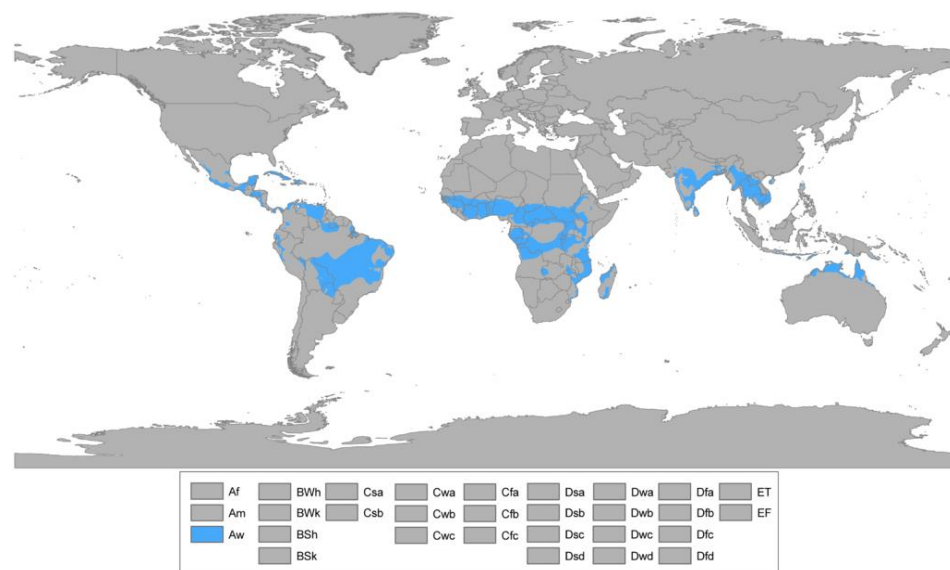 Af BWh Csa Cwa Cfa Dsa Dwa Dfa ET
Am BWk Csb Cwb Cfb Dsb Dwb Dfb EF
Aw BSh Cwc Cfc Dsc Dwc Dfc
BSk Dsd Dwd Dfd